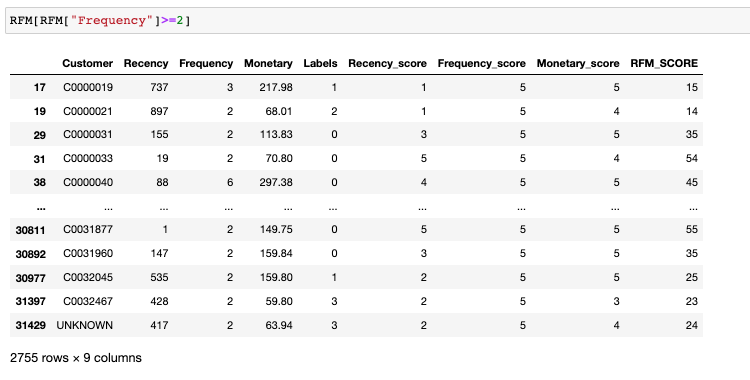 RFM[RFM["Frequency"]>=2]
Customer Recency Frequency Monetary Labels Recency_score Frequency_score Monetary_score RFM_SCORE
17 C0000019 737 3 217.98 1 1 5 5 15
19 C0000021 897 2 68.01 2 1 5 4 14
29 C0000031 155 2 113.83 0 3 5 5 35
31 C0000033 19 2 70.80 0 5 5 4 54
38 C0000040 88 6 297.38 0 4 5 5 45
... ... ... ... ... ... ... ... ... ...
30811 C0031877 1 2 149.75 0 5 5 5 55
30892 C0031960 147 2 159.84 0 3 5 5 35
30977 C0032045 535 2 159.80 1 2 5 5 25
31397 C0032467 428 2 59.80 3 2 5 3 23
31429 UNKNOWN 417 2 63.94 3 2 5 4 24
2755 rows × 9 columns